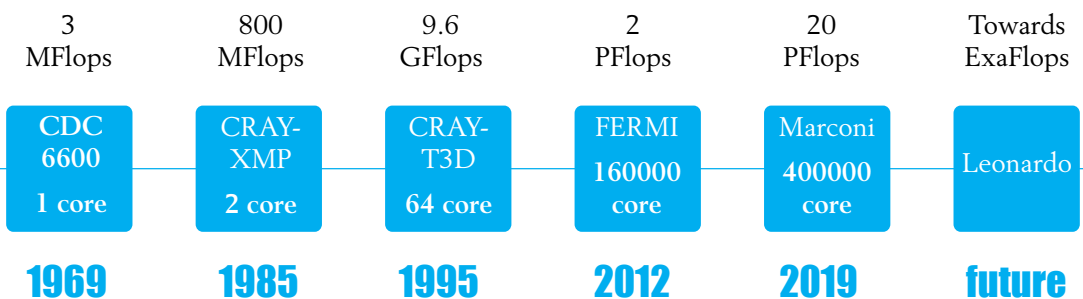 3
MFlops
800
MFlops
9.6
GFlops
2
PFlops
20
PFlops
Towards
ExaFlops
CDC
6600
1 core
CRAY-
XMP
2 core
CRAY-
T3D
64 core
FERMI
160000
core
Marconi
400000
core
Leonardo
1969
1985
1995
2012
2019
future